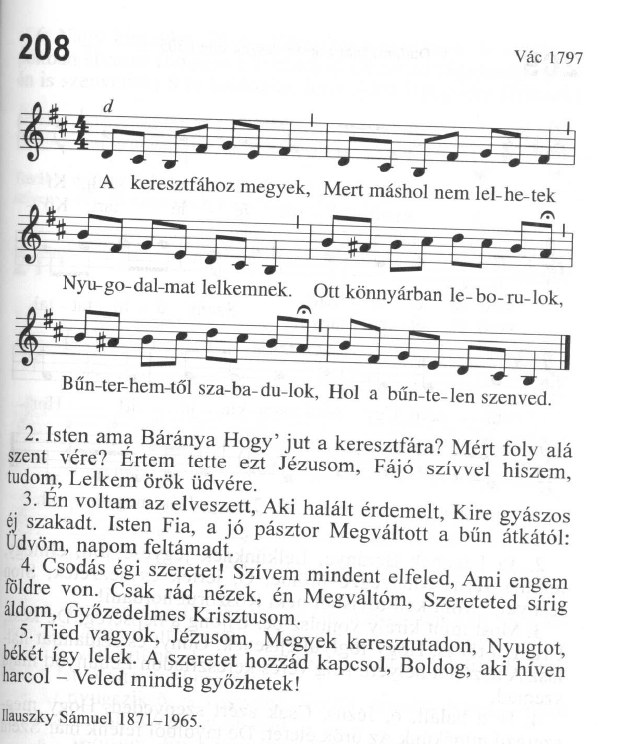 208
Vác 1797
d
A keresztfához megyek, Mert máshol nem lel-he-tek
Nyu-go-dal-mat lelkemnek. Ott könnyárban le-bo-ru-lok,
Bűn-ter-hem-től sza-ba-du-lok, Hol a bűn-te-len szenved.
2. Isten ama Báránya Hogy’ jut a keresztfára? Mért foly alá
szent vére? Értem tette ezt Jézusom, Fájó szívvel hiszem,
tudom, Lelkem örök üdvére.
3. Én voltam az elveszett, Aki halált érdemelt, Kire gyászos
éj szakadt. Isten Fia, a jó pásztor Megváltott a bűn átkától:
Üdvöm, napom feltámadt.
4. Csodás égi szeretet! Szívem mindent elfeled, Ami engem
földre von. Csak rád nézek, én Megváltóm, Szereteted sírig
áldom, Győzedelmes Krisztusom.
5. Tied vagyok, Jézusom, Megyek keresztutadon, Nyugtot,
békét így lelek. A szeretet hozzád kapcsol, Boldog, aki híven
harcol – Veled mindig győzhetek!
Ilauszky Sámuel 1871–1965.